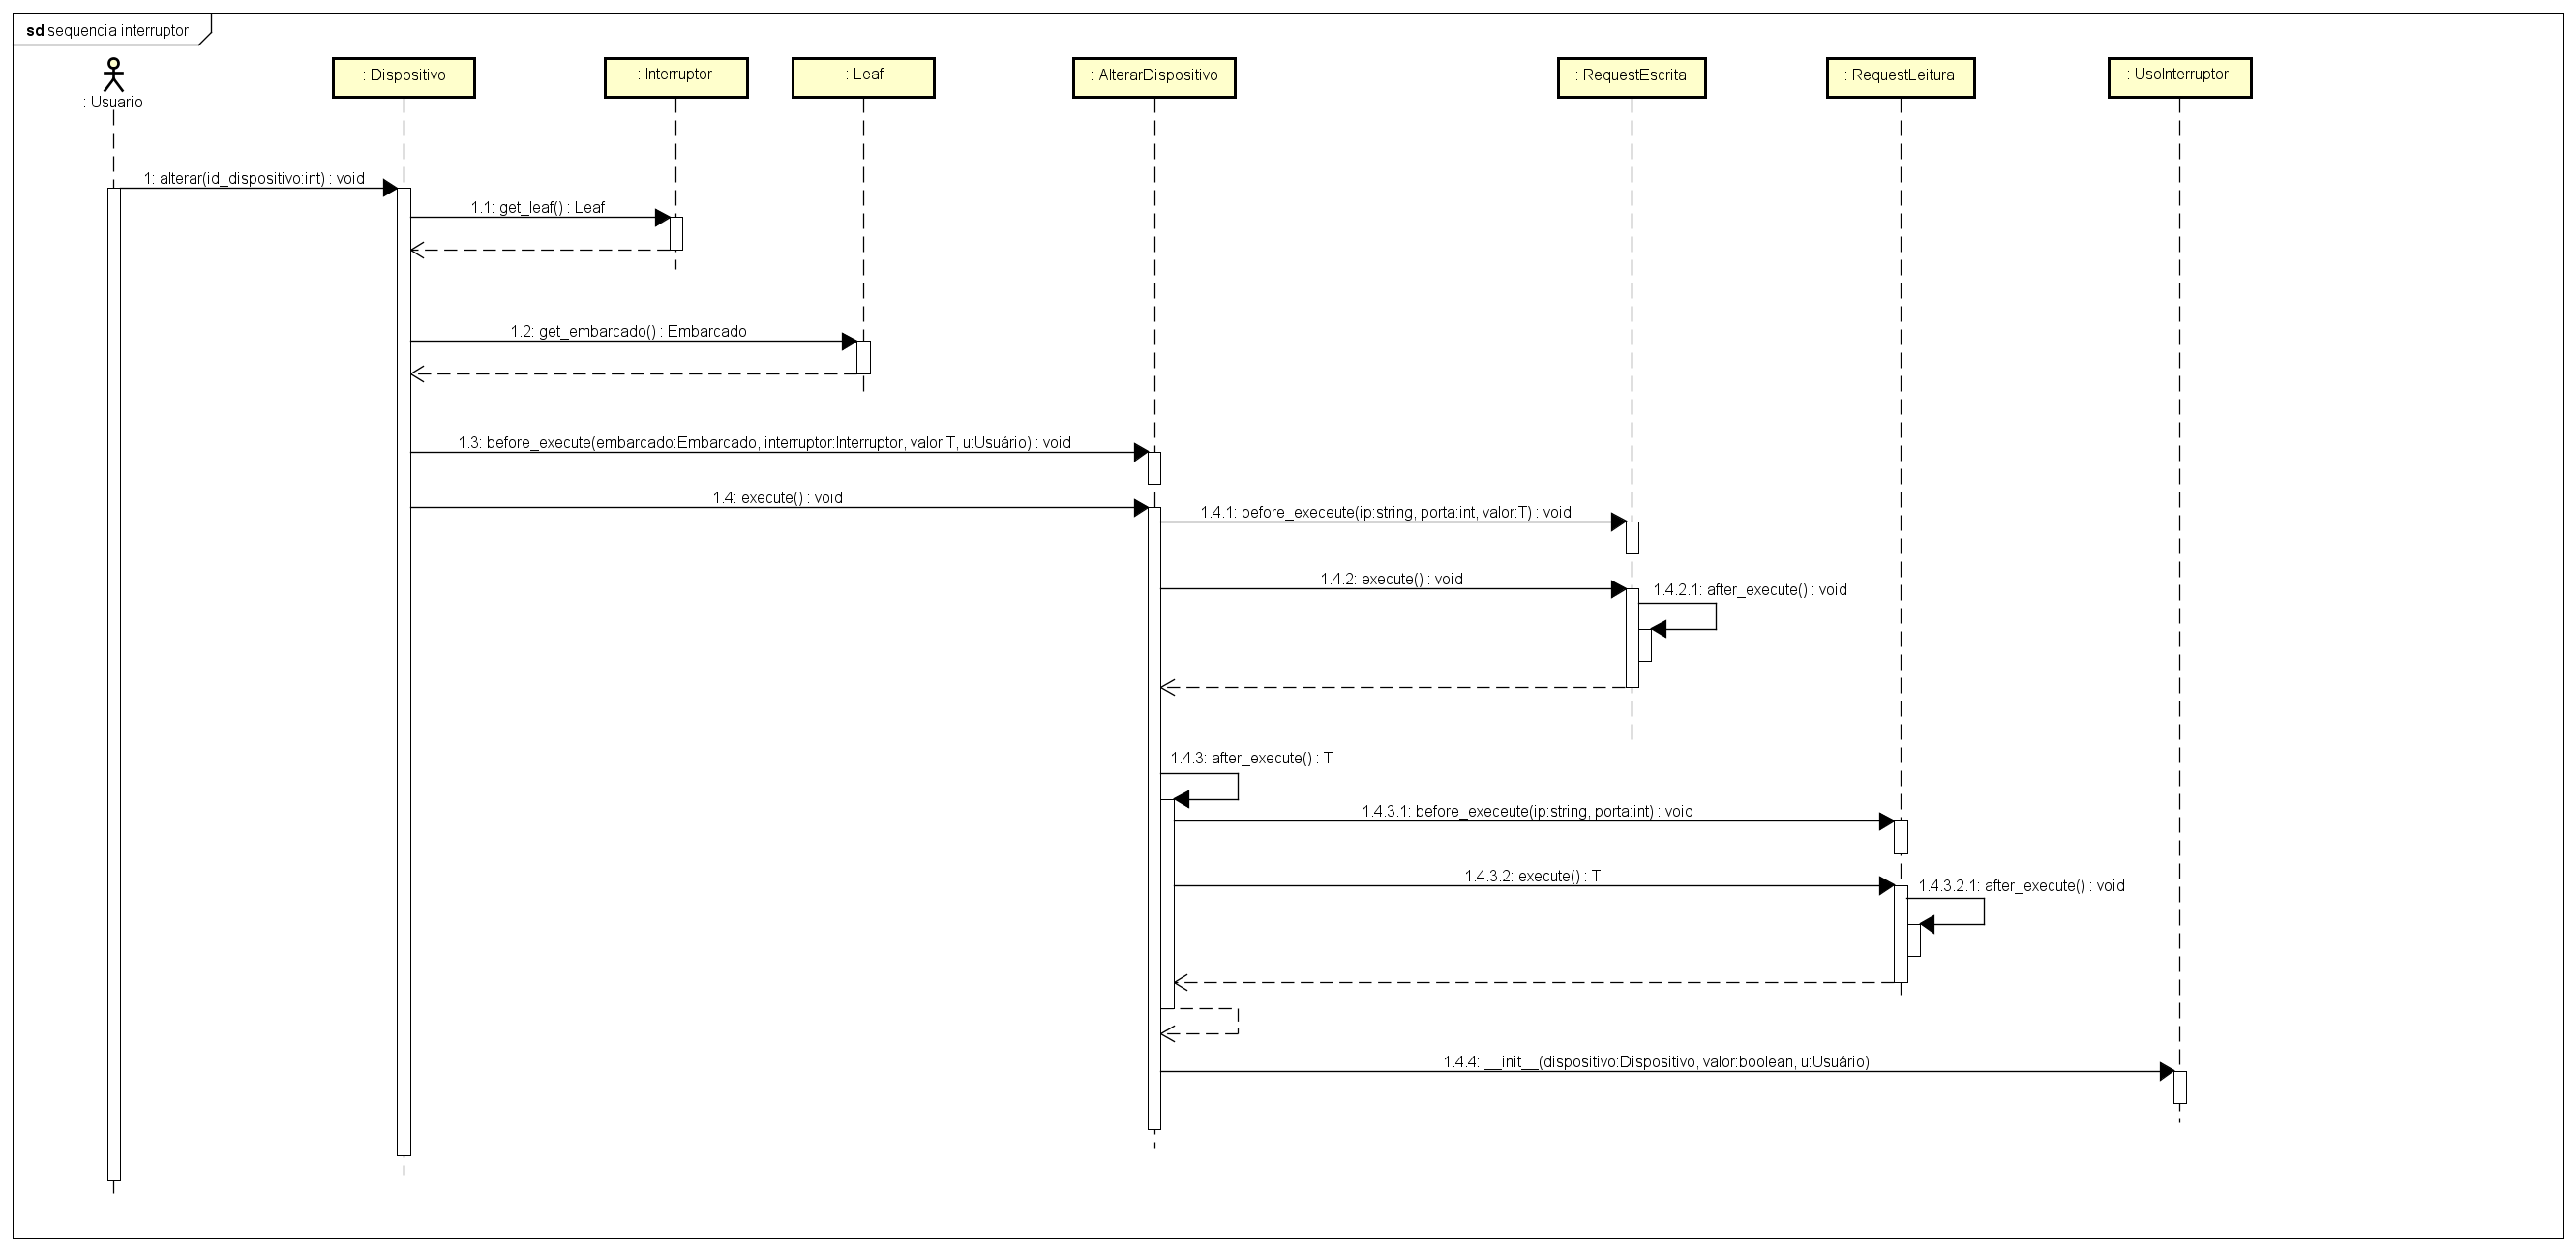 sd sequencia interruptor
: Usuario
: Dispositivo
: Interruptor
: Leaf
: AlterarDispositivo
: RequestEscrita
: RequestLeitura
: UsoInterruptor
1: alterar(id_dispositivo:int) : void
1.1: get_leaf() : Leaf
1.2: get_embarcado() : Embarcado
1.3: before_execute(embarcado:Embarcado, interruptor:Interruptor, valor:T, u:Usuário) : void
1.4: execute() : void
1.4.1: before_execeute(ip:string, porta:int, valor:T) : void
1.4.2: execute() : void
1.4.2.1: after_execute() : void
1.4.3: after_execute() : T
1.4.3.1: before_execeute(ip:string, porta:int) : void
1.4.3.2: execute() : T
1.4.3.2.1: after_execute() : void
1.4.4: __init__(dispositivo:Dispositivo, valor:boolean, u:Usuário)